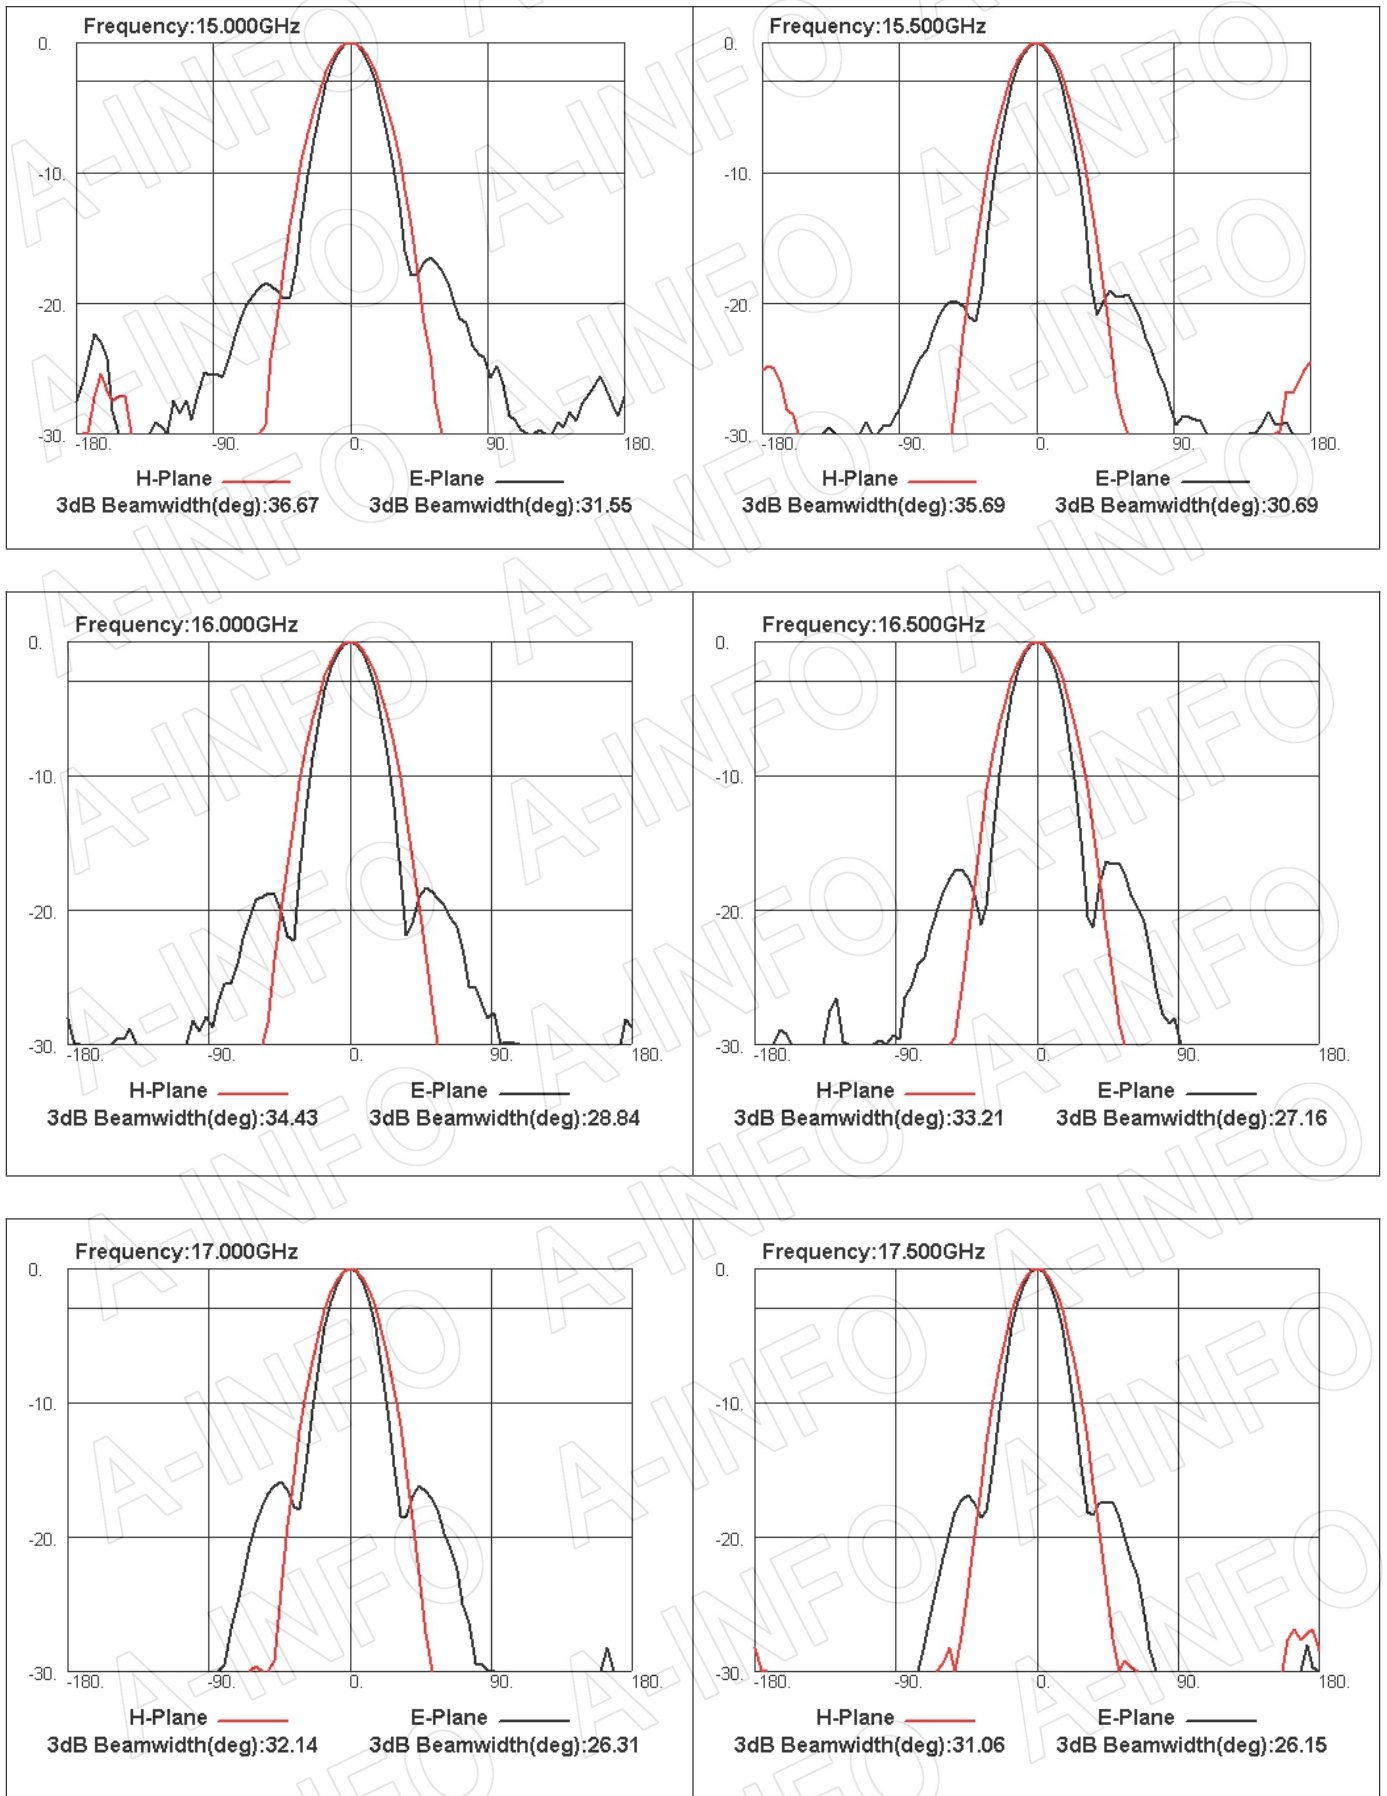 Frequency:15.000GHz
0.
-10.
-20.
-30.
-180.
-90.
0.
90.
180.
H-Plane
E-Plane
3dB Beamwidth(deg):36.67
3dB Beamwidth(deg):31.55
Frequency:15.500GHz
0.
-10.
-20.
-30.
-180.
-90.
0.
90.
180.
H-Plane
E-Plane
3dB Beamwidth(deg):35.69
3dB Beamwidth(deg):30.69
Frequency:16.000GHz
0.
-10.
-20.
-30.
-180.
-90.
0.
90.
180.
H-Plane
E-Plane
3dB Beamwidth(deg):34.43
3dB Beamwidth(deg):28.84
Frequency:16.500GHz
0.
-10.
-20.
-30.
-180.
-90.
0.
90.
180.
H-Plane
E-Plane
3dB Beamwidth(deg):33.21
3dB Beamwidth(deg):27.16
Frequency:17.000GHz
0.
-10.
-20.
-30.
-180.
-90.
0.
90.
180.
H-Plane
E-Plane
3dB Beamwidth(deg):32.14
3dB Beamwidth(deg):26.31
Frequency:17.500GHz
0.
-10.
-20.
-30.
-180.
-90.
0.
90.
180.
H-Plane
E-Plane
3dB Beamwidth(deg):31.06
3dB Beamwidth(deg):26.15
A-INFO